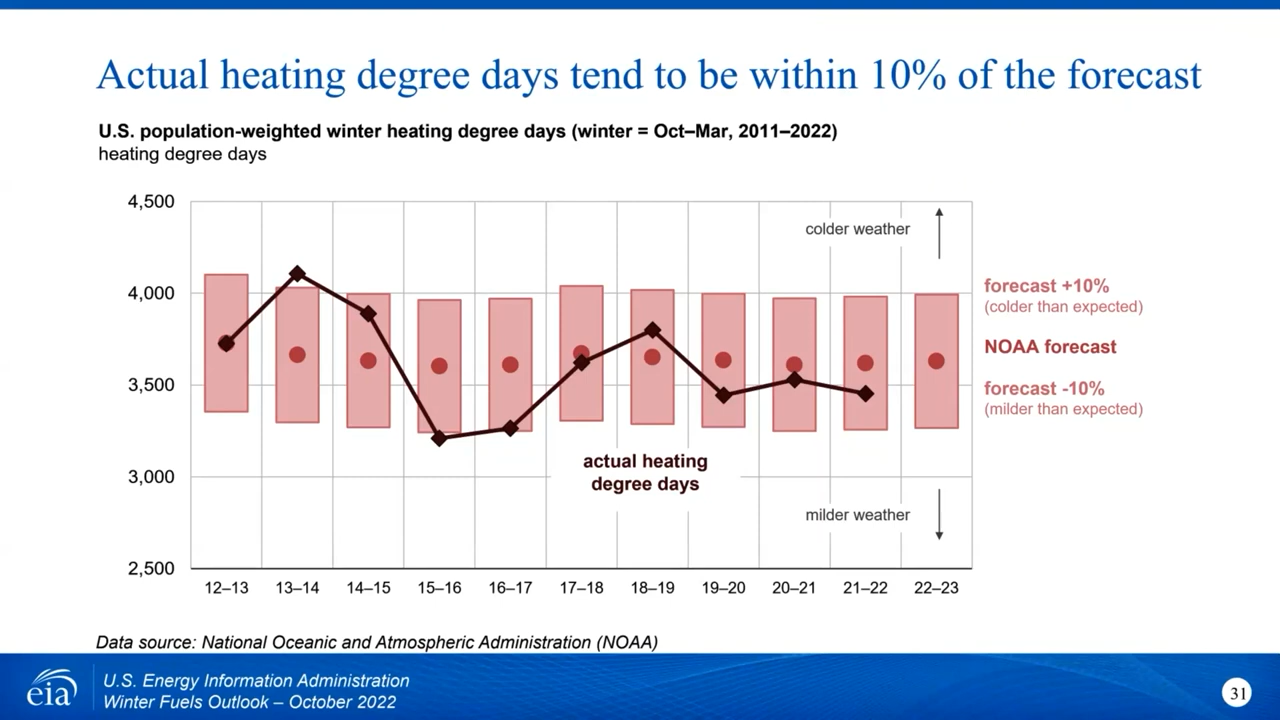 Actual heating degree days tend to be within 10% of the forecast
U.S. population-weighted winter heating degree days (winter = Oct–Mar, 2011–2022)
heating degree days
4,500
4,000
3,500
3,000
2,500
colder weather
milder weather
actual heating
degree days
forecast +10%
(colder than expected)
NOAA forecast
forecast -10%
(milder than expected)
12–13 13–14 14–15 15–16 16–17 17–18 18–19 19–20 20–21 21–22 22–23
Data source: National Oceanic and Atmospheric Administration (NOAA)
eia
U.S. Energy Information Administration
Winter Fuels Outlook – October 2022
31